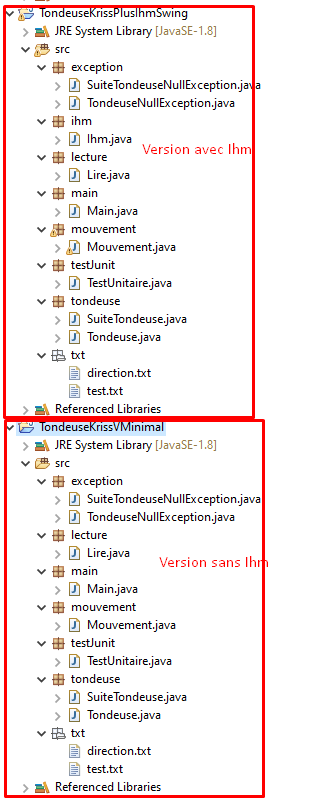 TondeuseKrissPlusIhmSwing
JRE System Library [JavaSE-1.8]
src
exception
SuiteTondeuseNullException.java
TondeuseNullException.java
ihm
Ihm.java
Version avec Ihm
lecture
Lire.java
main
Main.java
mouvement
Mouvement.java
testJunit
TestUnitaire.java
tondeuse
SuiteTondeuse.java
Tondeuse.java
txt
direction.txt
test.txt
Referenced Libraries
TondeuseKrissVMinimal
JRE System Library [JavaSE-1.8]
src
exception
SuiteTondeuseNullException.java
TondeuseNullException.java
lecture
Lire.java
Version sans Ihm
main
Main.java
mouvement
Mouvement.java
testJunit
TestUnitaire.java
tondeuse
SuiteTondeuse.java
Tondeuse.java
txt
direction.txt
test.txt
Referenced Libraries